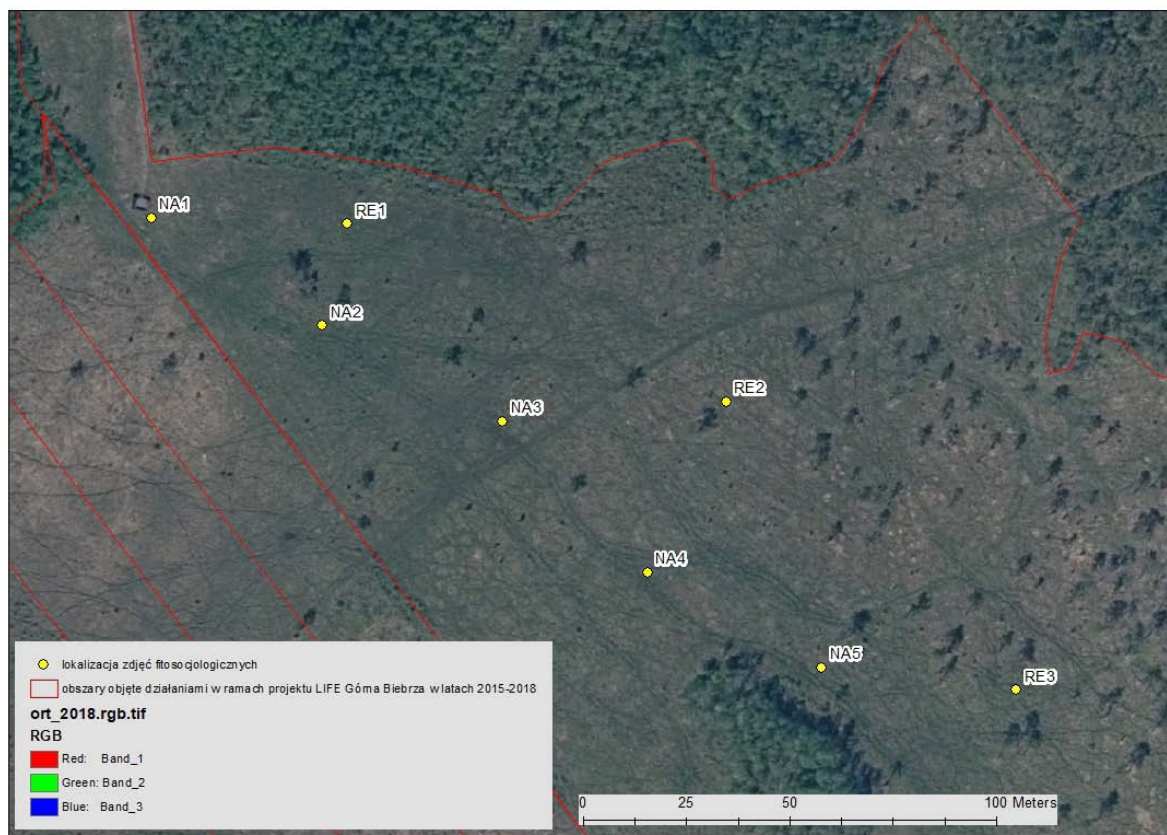 NA1
RE1
NA2
NA3
RE2
NA4
NA5
RE3
lokalizacja zdjęć fitosocjologicznych
obszary objęte działaniami w ramach projektu LIFE Górna Biebrza w latach 2015-2018
ort_2018.rgb.tif
RGB
Red: Band_1
Green: Band_2
Blue: Band_3
0 25 50 100 Meters